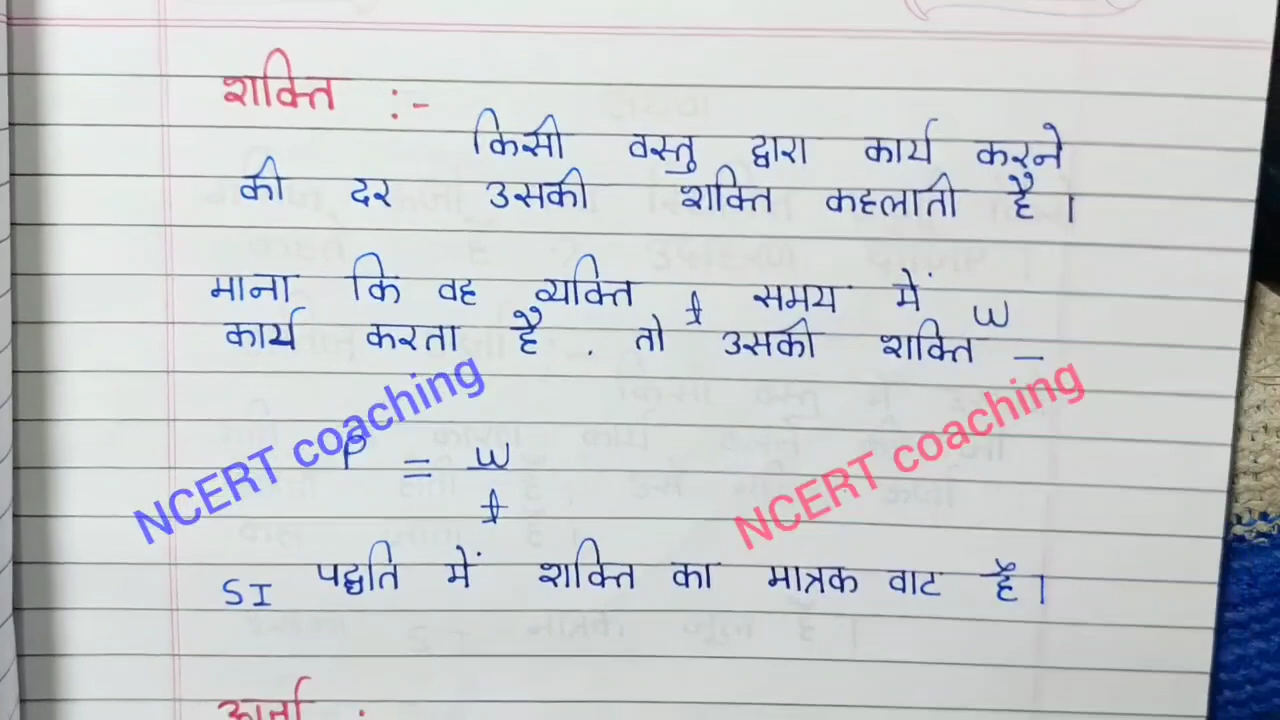 शक्ति :-
किसी वस्तु द्वारा कार्य करने
की दर उसकी शक्ति कहलाती है।
माना कि वह व्यक्ति t समय में W
कार्य करता है. तो उसकी शक्ति -
P = W
t
NCERT coaching
NCERT coaching
SI पद्धति में शक्ति का मात्रक वाट है।